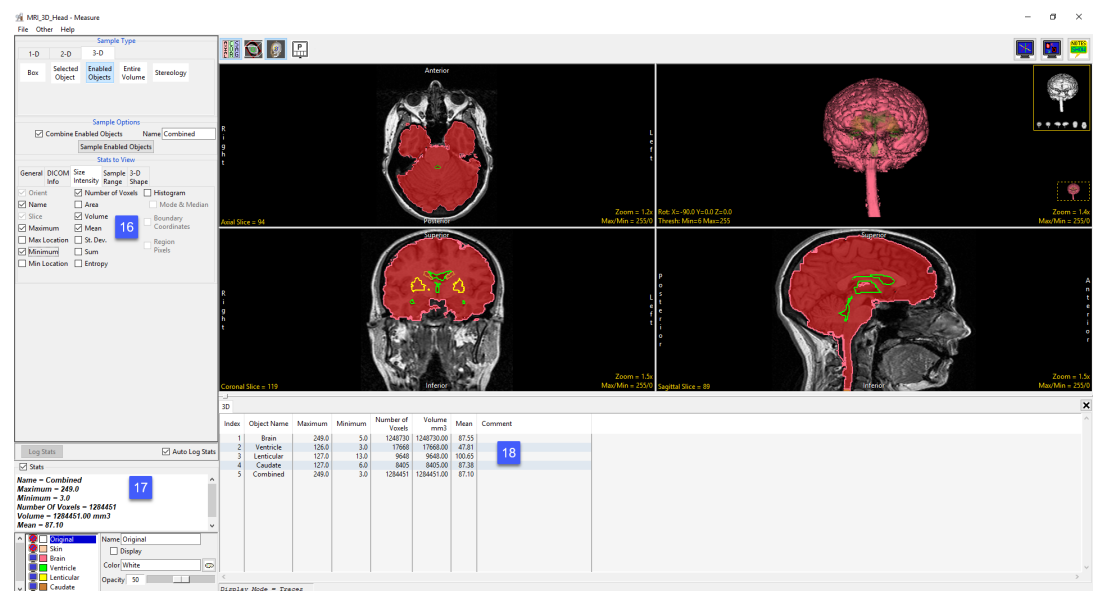 MRI_3D_Head - Measure
File Other Help
Sample Type
1-D 2-D 3-D
Box Selected Object Enabled Objects Entire Volume Stereology
Sample Options
Combine Enabled Objects Name Combined
Sample Enabled Objects
Stats to View
General DICOM Info Size Intensity Sample Range 3-D Shape
Orient Number of Voxels Histogram
Name Area Mode & Median
Slice Volume Boundary Coordinates
Maximum Mean
Max Location St. Dev. Region Pixels
Minimum Sum
Min Location Entropy
16
Log Stats Auto Log Stats
Stats
Name = Combined
Maximum = 249.0
Minimum = 3.0
Number Of Voxels = 1284451
Volume = 1284451.00 mm3
Mean = 87.10
17
Original
Skin
Brain
Ventricle
Lenticular
Caudate
Name Original
Display
Color White
Opacity 50
P
NOTES
SHOW
Anterior
Right
Left
Posterior
Axial Slice = 94
Zoom = 1.2x
Max/Min = 255/0
Rot: X=-90.0 Y=0.0 Z=0.0
Thresh: Min=6 Max=255
Zoom = 1.4x
Max/Min = 255/0
Superior
Right
Left
Inferior
Coronal Slice = 119
Zoom = 1.5x
Max/Min = 255/0
Superior
Posterior
Anterior
Inferior
Sagittal Slice = 89
Zoom = 1.5x
Max/Min = 255/0
3D
Index Object Name Maximum Minimum Number of Voxels Volume mm3 Mean Comment
1 Brain 249.0 5.0 1248730 1248730.00 87.55
2 Ventricle 126.0 3.0 17668 17668.00 47.81
3 Lenticular 127.0 13.0 9648 9648.00 100.65
4 Caudate 127.0 6.0 8405 8405.00 87.38
5 Combined 249.0 3.0 1284451 1284451.00 87.10
18
Display Mode = Traces